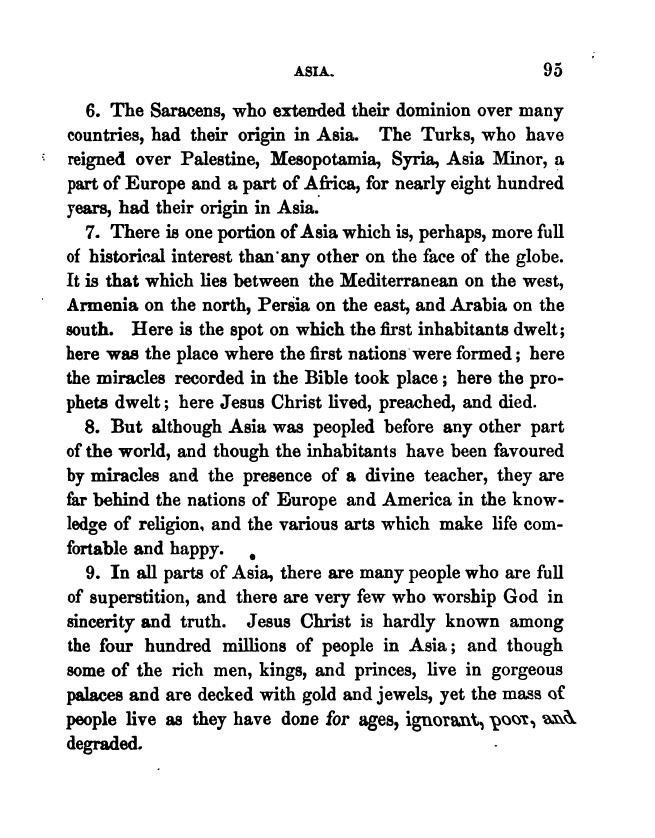 ASIA. 95
6. The Saracens, who extended their dominion over many
countries, had their origin in Asia. The Turks, who have
reigned over Palestine, Mesopotamia, Syria, Asia Minor, a
part of Europe and a part of Africa, for nearly eight hundred
years, had their origin in Asia.
7. There is one portion of Asia which is, perhaps, more full
of historical interest than any other on the face of the globe.
It is that which lies between the Mediterranean on the west,
Armenia on the north, Persia on the east, and Arabia on the
south. Here is the spot on which the first inhabitants dwelt;
here was the place where the first nations were formed; here
the miracles recorded in the Bible took place; here the pro-
phets dwelt; here Jesus Christ lived, preached, and died.
8. But although Asia was peopled before any other part
of the world, and though the inhabitants have been favoured
by miracles and the presence of a divine teacher, they are
far behind the nations of Europe and America in the know-
ledge of religion, and the various arts which make life com-
fortable and happy.
9. In all parts of Asia, there are many people who are full
of superstition, and there are very few who worship God in
sincerity and truth. Jesus Christ is hardly known among
the four hundred millions of people in Asia; and though
some of the rich men, kings, and princes, live in gorgeous
palaces and are decked with gold and jewels, yet the mass of
people live as they have done for ages, ignorant, poor, and
degraded.